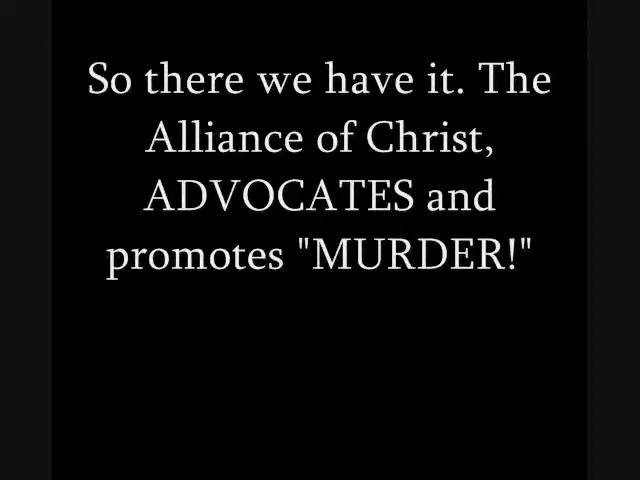 So there we have it. The
Alliance of Christ,
ADVOCATES and
promotes "MURDER!"